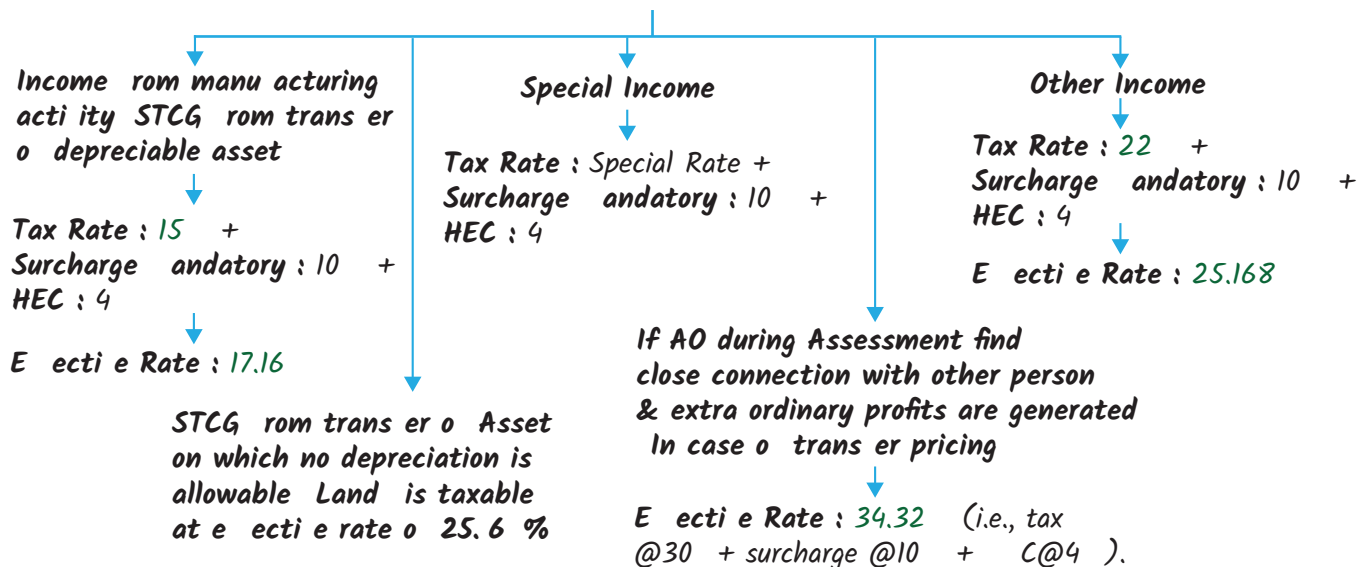 Income rom manu acturing
acti ity STCG rom trans er
o depreciable asset
Tax Rate : 15 +
Surcharge andatory : 10 +
HEC : 4
E ecti e Rate : 17.16
STCG rom trans er o Asset
on which no depreciation is
allowable Land is taxable
at e ecti e rate o 25. 6 %
Special Income
Tax Rate : Special Rate +
Surcharge andatory : 10 +
HEC : 4
If AO during Assessment find
close connection with other person
& extra ordinary profits are generated
In case o trans er pricing
E ecti e Rate : 34.32 (i.e., tax
@30 + surcharge @10 + C@4 ).
Other Income
Tax Rate : 22 +
Surcharge andatory : 10 +
HEC : 4
E ecti e Rate : 25.168